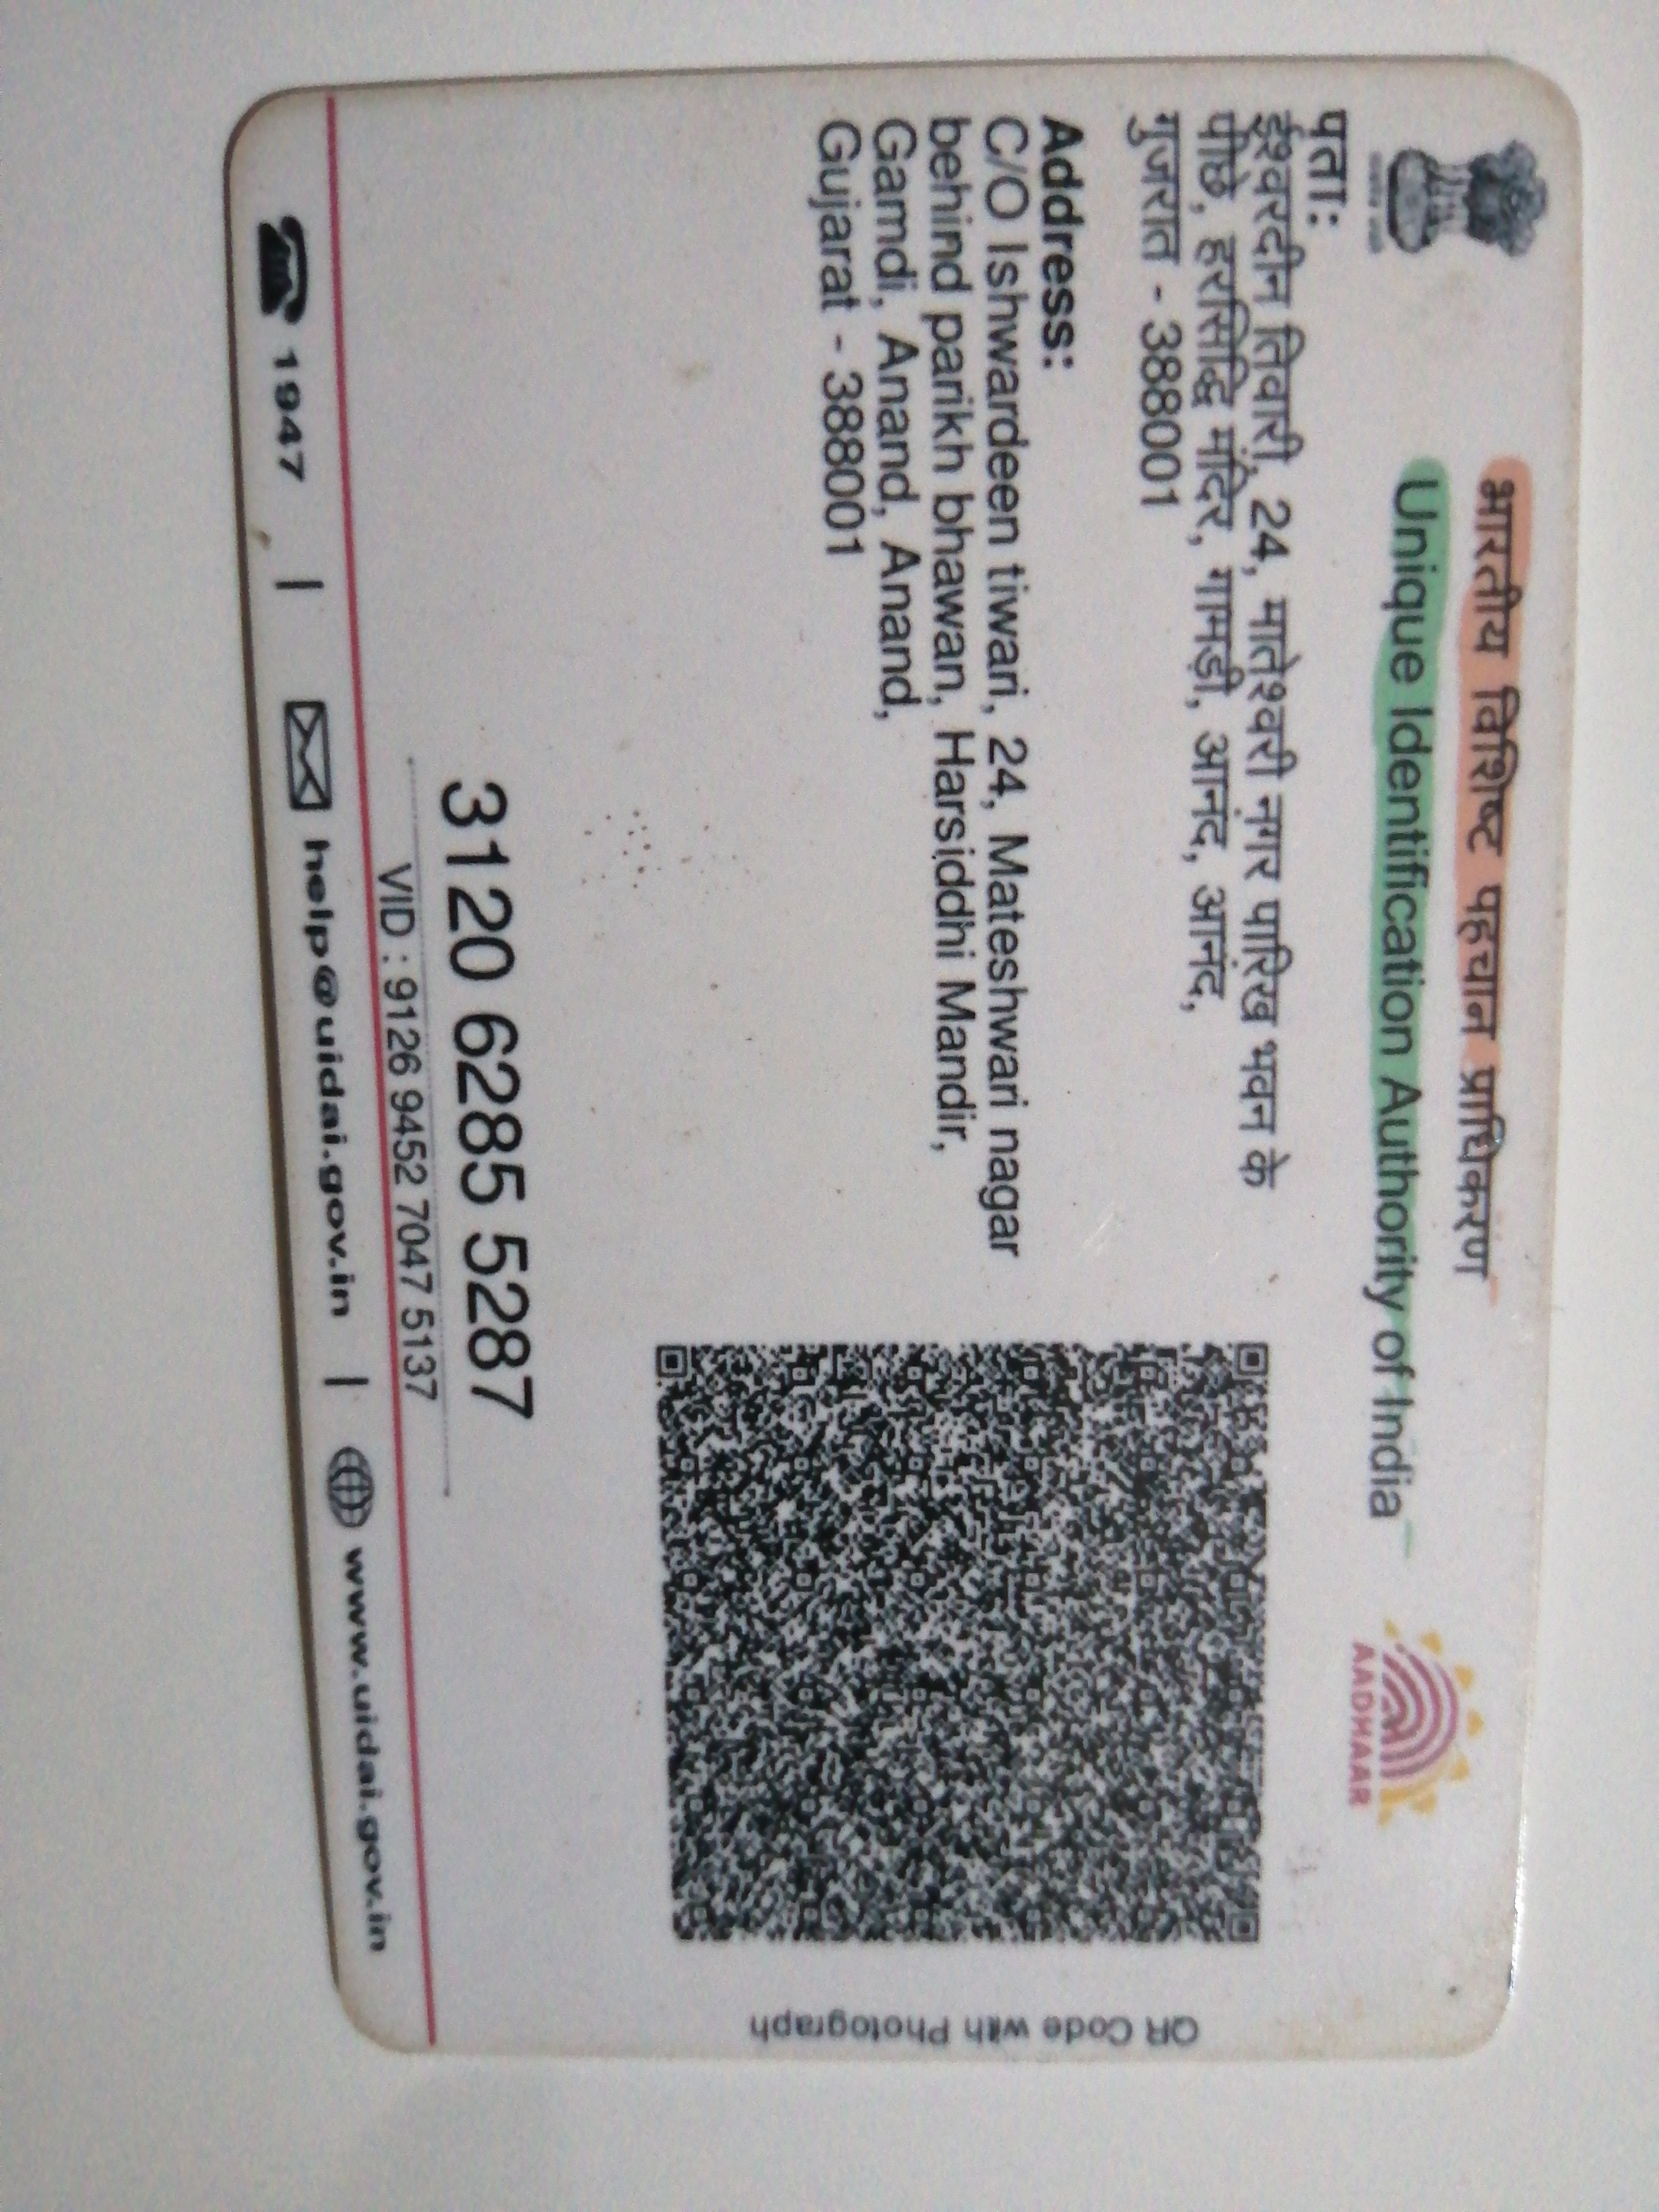 भारतीय विशिष्ट पहचान प्राधिकरण
Unique Identification Authority of India
AADHAAR
पता:
ईश्वरदीन तिवारी, 24, मातेश्वरी नगर पारिख भवन के
पीछे, हरसिद्धि मंदिर, गामडी, आनंद, आनंद,
गुजरात - 388001
Address:
C/O Ishwardeen tiwari, 24, Mateshwari nagar
behind parikh bhawan, Harsiddhi Mandir,
Gamdi, Anand, Anand,
Gujarat - 388001
QR Code with Photograph
3120 6285 5287
VID : 9126 9452 7047 5137
1947 | help@uidai.gov.in | www.uidai.gov.in